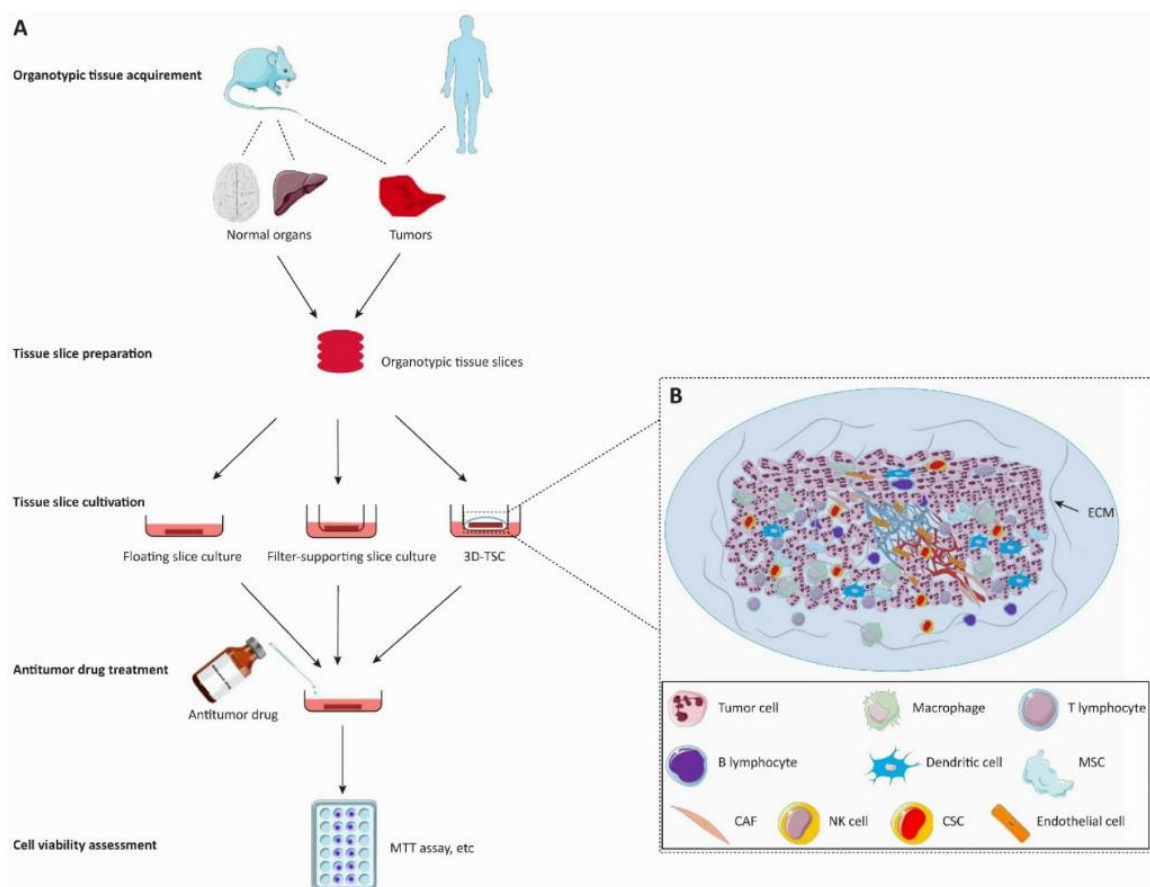 A
Organotypic tissue acquirement
Normal organs
Tumors
Tissue slice preparation
Organotypic tissue slices
Tissue slice cultivation
Floating slice culture
Filter-supporting slice culture
3D-TSC
Antitumor drug treatment
Antitumor drug
Cell viability assessment
MTT assay, etc
B
ECM
Tumor cell
Macrophage
T lymphocyte
B lymphocyte
Dendritic cell
MSC
CAF
NK cell
CSC
Endothelial cell